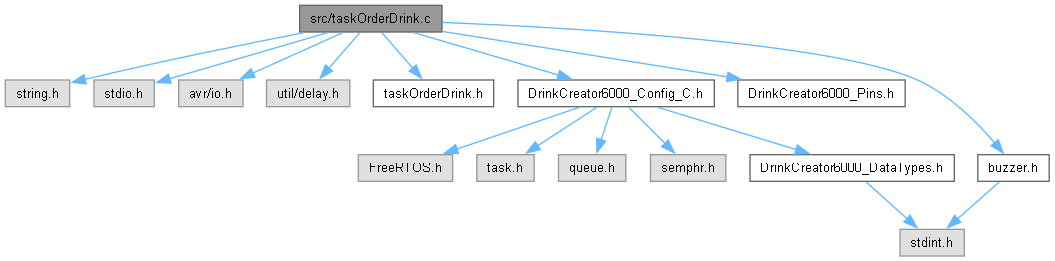 src/taskOrderDrink.c
string.h
stdio.h
avr/io.h
util/delay.h
taskOrderDrink.h
DrinkCreator6000_Config_C.h
DrinkCreator6000_Pins.h
FreeRTOS.h
task.h
queue.h
semphr.h
DrinkCreator6000_DataTypes.h
buzzer.h
stdint.h